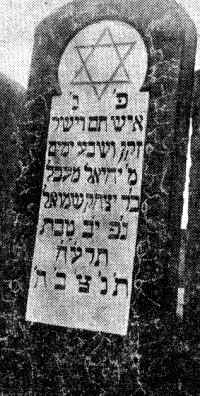 פ' נ'
איש תם וישר
זקן ושבע ימים
מ' יחיאל מיכל
בר יצחק שמואל
נפ' יב טבת
תרע"ח
ת נ צ ב ה